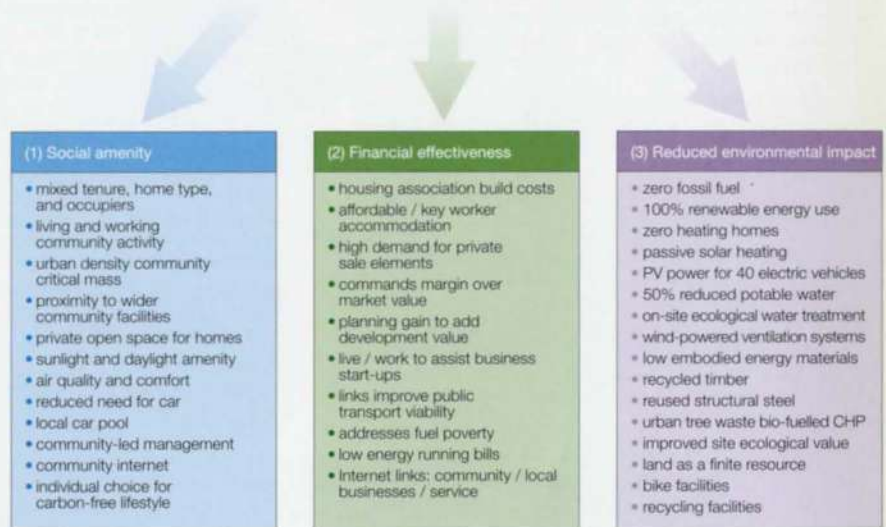 (1) Social amenity
• mixed tenure, home type,
and occupiers
• living and working
community activity
• urban density community
critical mass
• proximity to wider
community facilities
• private open space for homes
• sunlight and daylight amenity
• air quality and comfort
• reduced need for car
• local car pool
• community-led management
• community internet
• individual choice for
carbon-free lifestyle
(2) Financial effectiveness
• housing association build costs
• affordable / key worker
accommodation
• high demand for private
sale elements
• commands margin over
market value
• planning gain to add
development value
• live / work to assist business
start-ups
• links improve public
transport viability
• addresses fuel poverty
• low energy running bills
• Internet links: community / local
businesses / service
(3) Reduced environmental impact
• zero fossil fuel
• 100% renewable energy use
• zero heating homes
• passive solar heating
• PV power for 40 electric vehicles
• 50% reduced potable water
• on-site ecological water treatment
• wind-powered ventilation systems
• low embodied energy materials
• recycled timber
• reused structural steel
• urban tree waste bio-fuelled CHP
• improved site ecological value
• land as a finite resource
• bike facilities
• recycling facilities